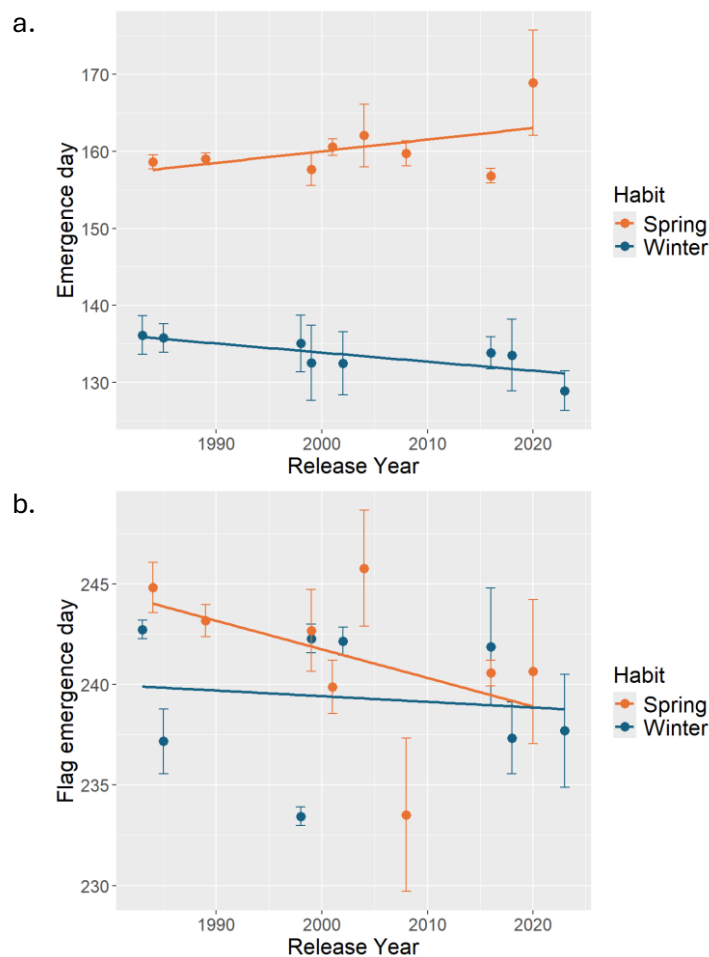 a.
170
160
150
140
130
Emergence day
1990 2000 2010 2020
Release Year
Habit
Spring
Winter
b.
245
240
235
230
Flag emergence day
1990 2000 2010 2020
Release Year
Habit
Spring
Winter